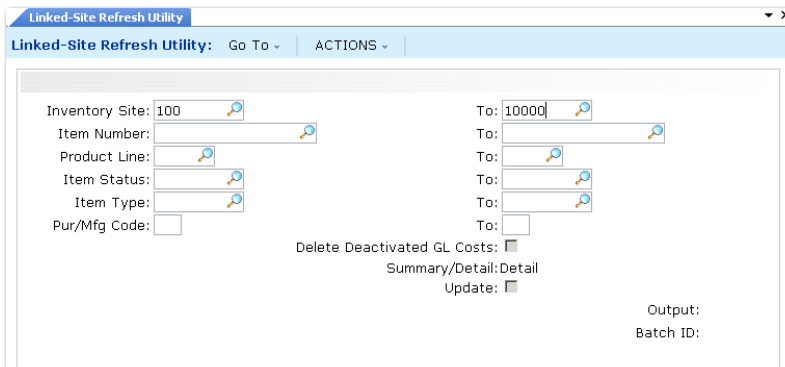 Linked-Site Refresh Utility
Linked-Site Refresh Utility: Go To ACTIONS
Inventory Site: 100 To: 10000
Item Number: To:
Product Line: To:
Item Status: To:
Item Type: To:
Pur/Mfg Code: To:
Delete Deactivated GL Costs:
Summary/Detail: Detail
Update:
Output:
Batch ID: